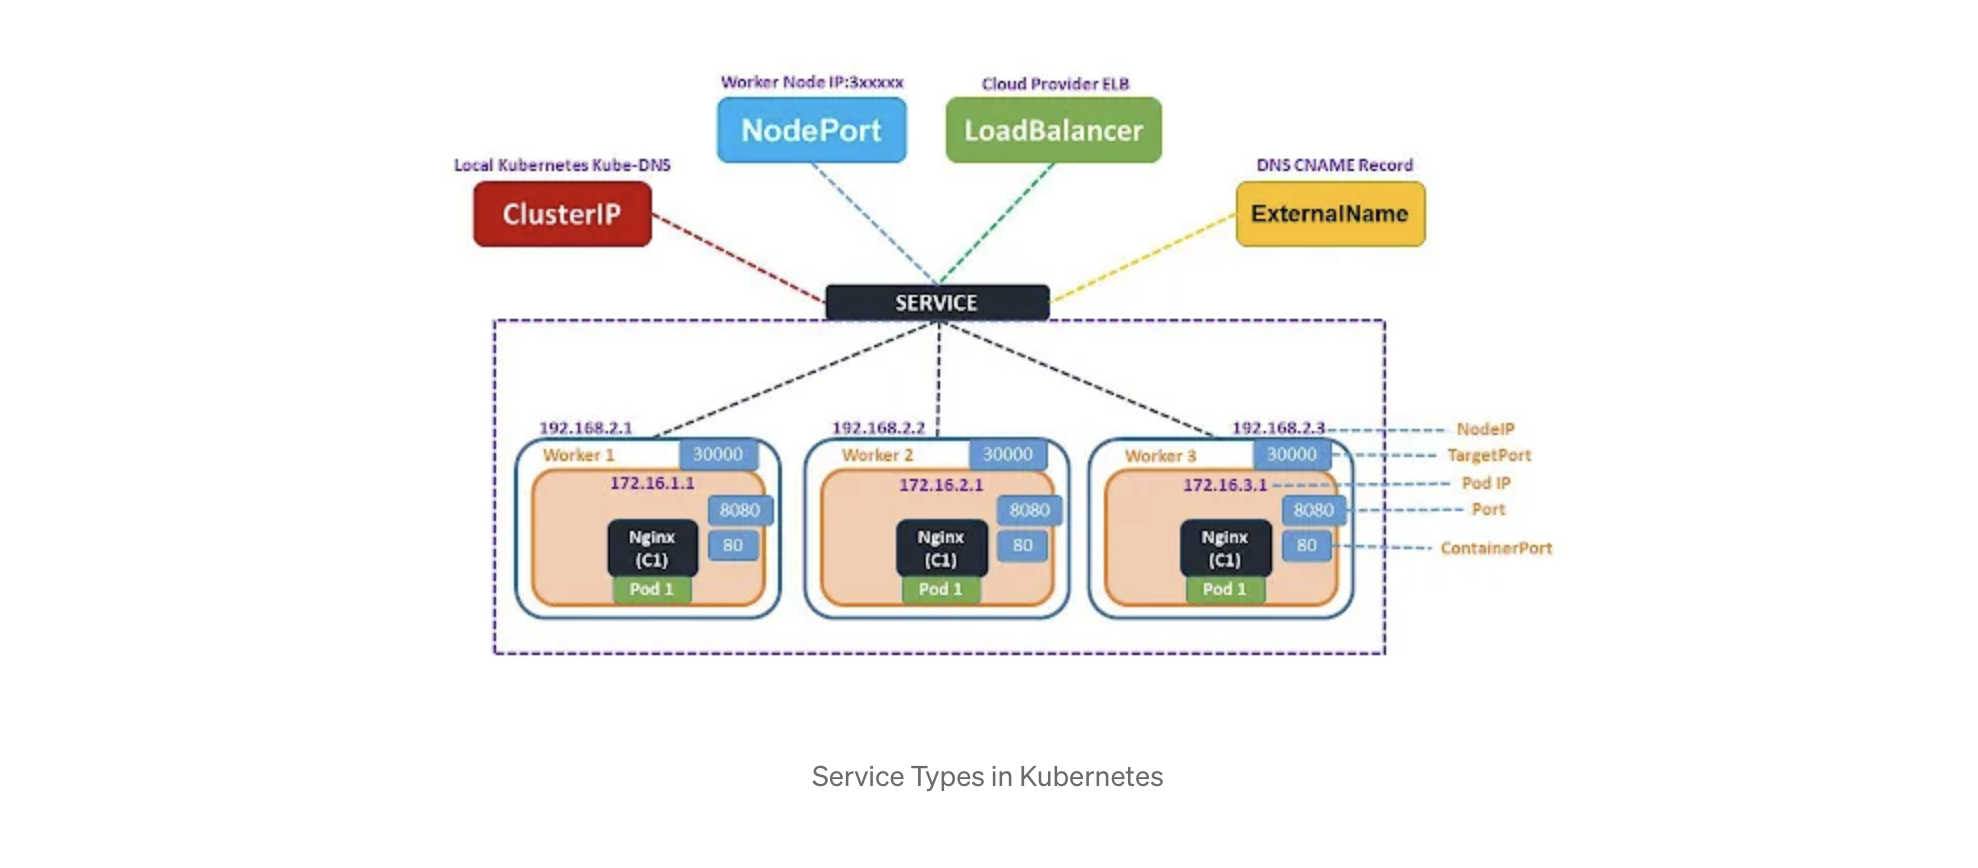 Worker Node IP:3xxxxx
Cloud Provider ELB
NodePort
LoadBalancer
Local Kubernetes Kube-DNS
DNS CNAME Record
ClusterIP
ExternalName
SERVICE
192.168.2.1
192.168.2.2
192.168.2.3
NodeIP
Worker 1
30000
Worker 2
30000
Worker 3
30000
TargetPort
172.16.1.1
172.16.2.1
172.16.3.1
Pod IP
8080
8080
8080
Port
Nginx
(C1)
80
Nginx
(C1)
80
Nginx
(C1)
80
ContainerPort
Pod 1
Pod 1
Pod 1
Service Types in Kubernetes